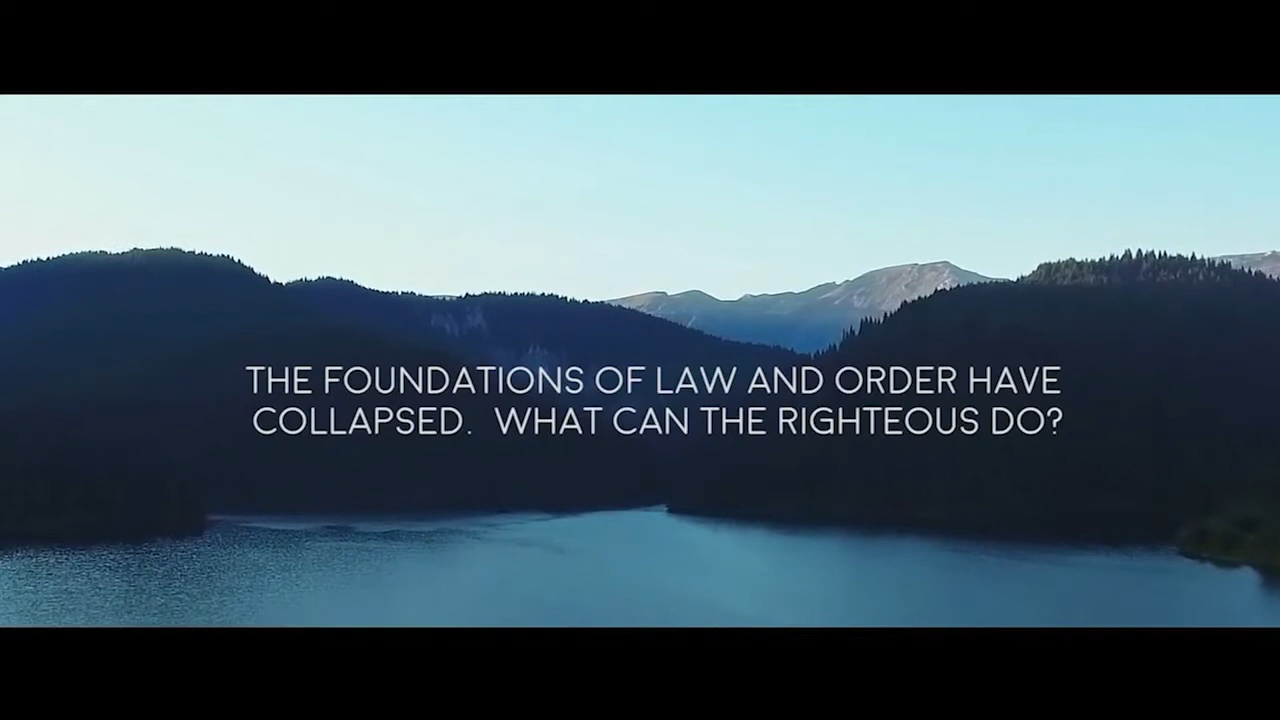 THE FOUNDATIONS OF LAW AND ORDER HAVE
COLLAPSED. WHAT CAN THE RIGHTEOUS DO?